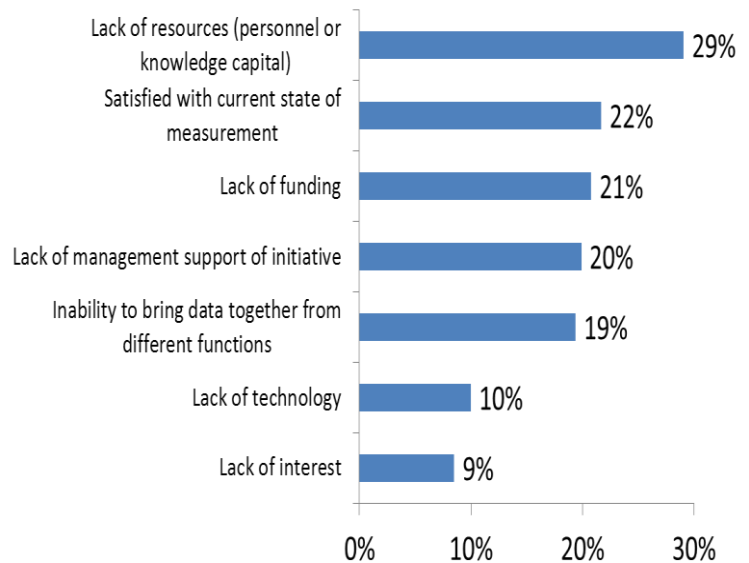 Lack of resources (personnel or
knowledge capital)
29%
Satisfied with current state of
measurement
22%
Lack of funding
21%
Lack of management support of initiative
20%
Inability to bring data together from
different functions
19%
Lack of technology
10%
Lack of interest
9%
0% 10% 20% 30%